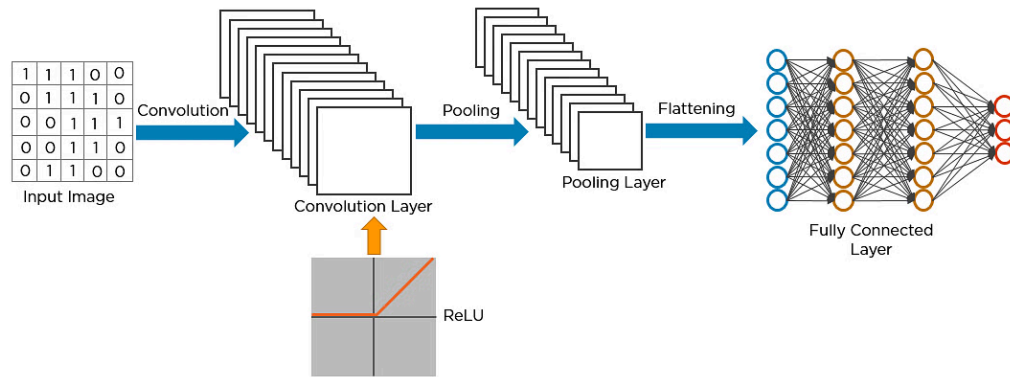 1 1 1 0 0
0 1 1 1 0
0 0 1 1 1
0 0 1 1 0
0 1 1 0 0
Input Image
Convolution
Convolution Layer
ReLU
Pooling
Pooling Layer
Flattening
Fully Connected
Layer